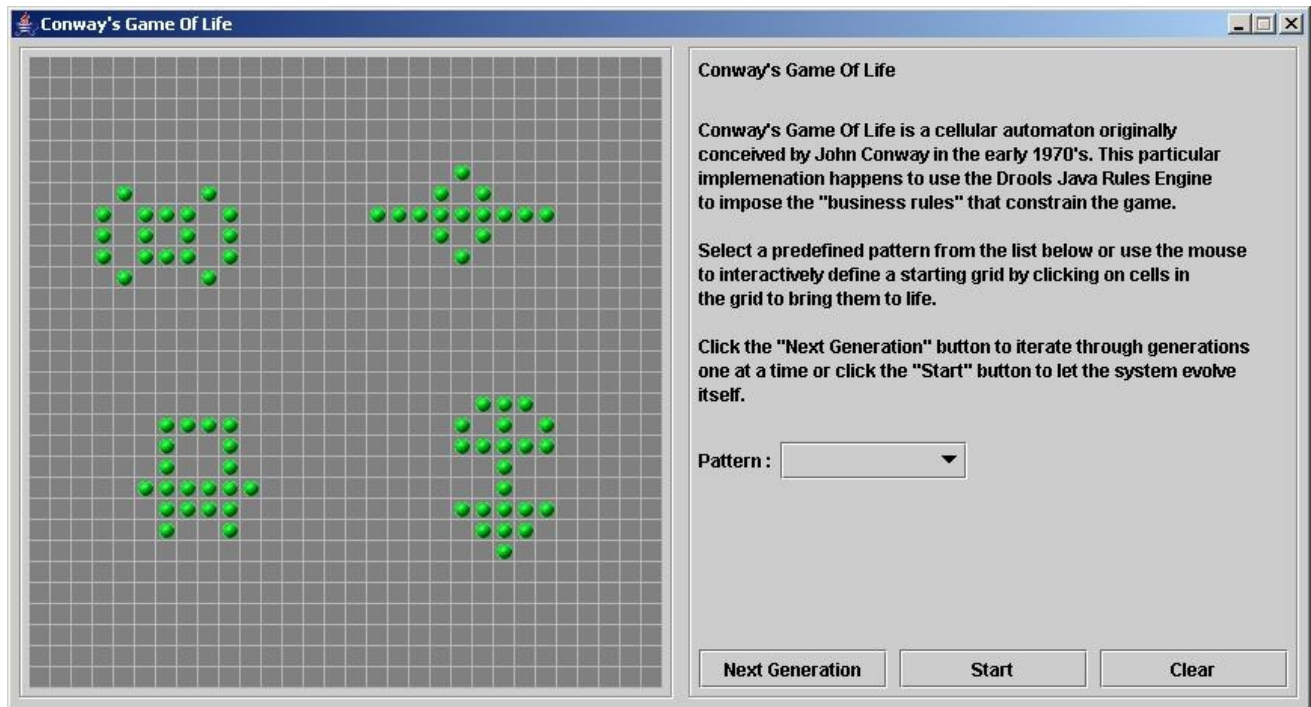 Conway's Game Of Life
Conway's Game Of Life
Conway's Game Of Life is a cellular automaton originally
conceived by John Conway in the early 1970's. This particular
implemenation happens to use the Drools Java Rules Engine
to impose the "business rules" that constrain the game.
Select a predefined pattern from the list below or use the mouse
to interactively define a starting grid by clicking on cells in
the grid to bring them to life.
Click the "Next Generation" button to iterate through generations
one at a time or click the "Start" button to let the system evolve
itself.
Pattern :
Next Generation Start Clear